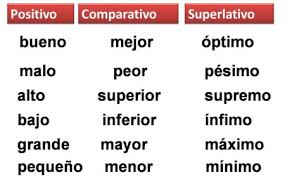 Positivo Comparativo Superlativo
bueno mejor óptimo
malo peor pésimo
alto superior supremo
bajo inferior ínfimo
grande mayor máximo
pequeño menor mínimo